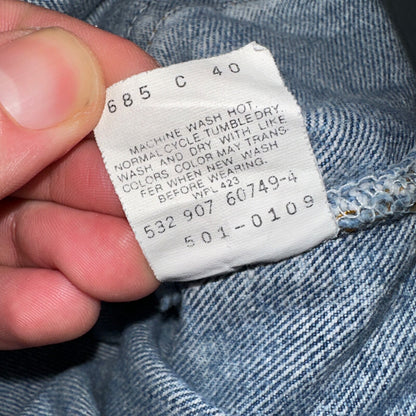 685 C 40
MACHINE WASH HOT,
NORMAL CYCLE TUMBLE DRY.
WASH AND DRY WITH LIKE
COLORS. COLOR MAY TRANS-
FER WHEN NEW. WASH
BEFORE WEARING.
WPL 423
532 907 60749-4
501-0109